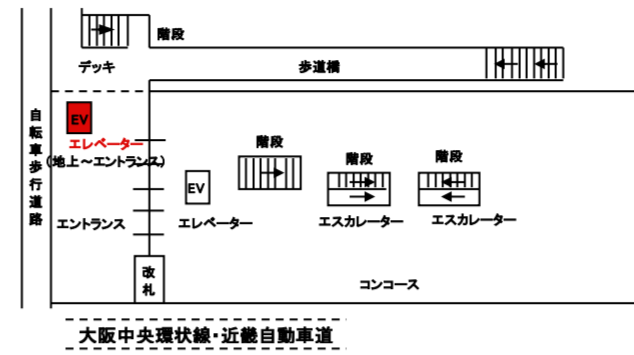 階段
デッキ
歩道橋
自転車歩行道路
EV
エレベーター
(地上～エントランス)
階段
階段
階段
EV
エントランス
エレベーター
エスカレーター
エスカレーター
改札
コンコース
大阪中央環状線・近畿自動車道